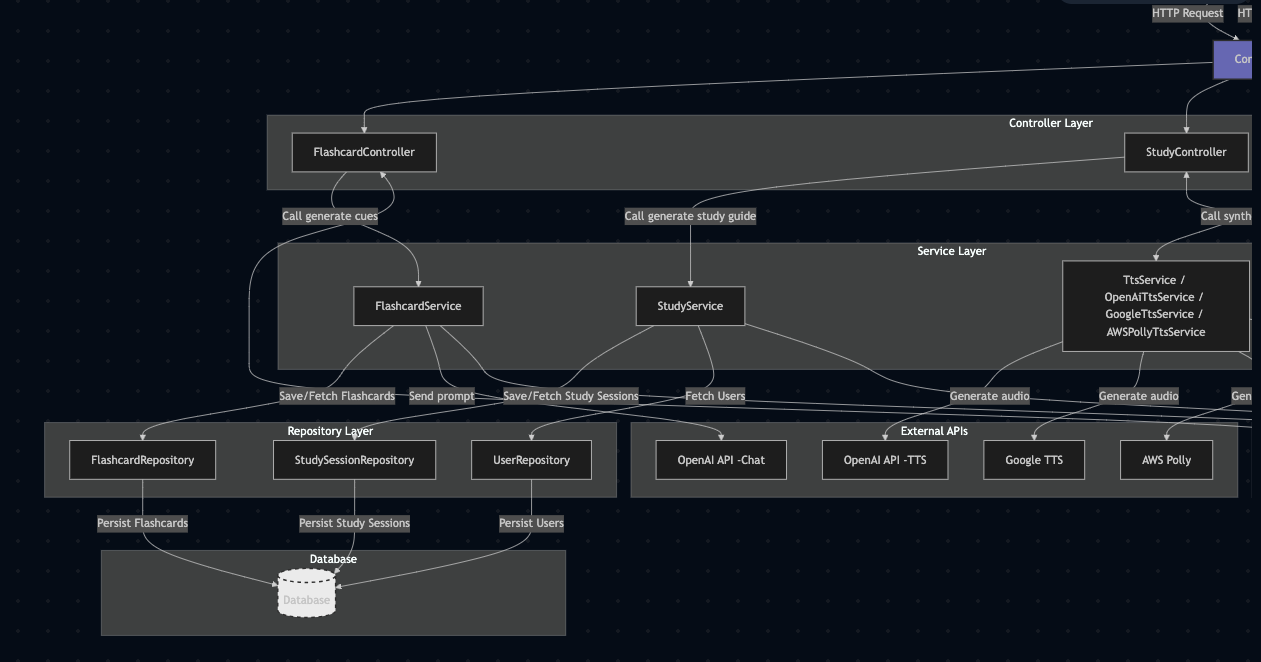 HTTP Request
HT
Cor
Controller Layer
FlashcardController
StudyController
Call generate cues
Call generate study guide
Call synth
Service Layer
FlashcardService
StudyService
TtsService /
OpenAiTtsService /
GoogleTtsService /
AWSPollyTtsService
Save/Fetch Flashcards
Send prompt
Save/Fetch Study Sessions
Fetch Users
Generate audio
Generate audio
Gen
Repository Layer
External APIs
FlashcardRepository
StudySessionRepository
UserRepository
OpenAI API -Chat
OpenAI API -TTS
Google TTS
AWS Polly
Persist Flashcards
Persist Study Sessions
Persist Users
Database
Database